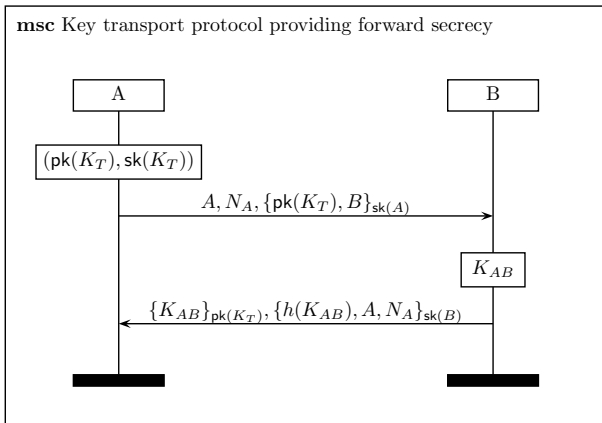 msc Key transport protocol providing forward secrecy
A
B
(pk(K_T), sk(K_T))
A, N_A, {pk(K_T), B}_sk(A)
K_AB
{K_AB}_pk(K_T), {h(K_AB), A, N_A}_sk(B)